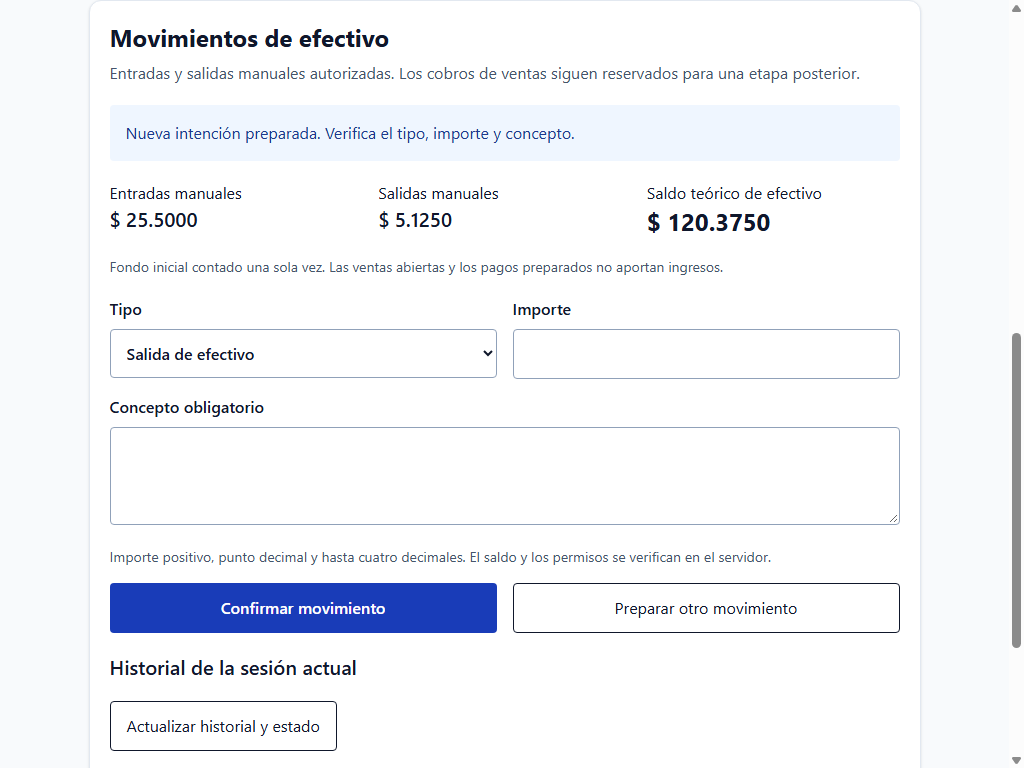 Movimientos de efectivo
Entradas y salidas manuales autorizadas. Los cobros de ventas siguen reservados para una etapa posterior.
Nueva intención preparada. Verifica el tipo, importe y concepto.
Entradas manuales
$ 25.5000
Salidas manuales
$ 5.1250
Saldo teórico de efectivo
$ 120.3750
Fondo inicial contado una sola vez. Las ventas abiertas y los pagos preparados no aportan ingresos.
Tipo
Salida de efectivo
Importe
Concepto obligatorio
Importe positivo, punto decimal y hasta cuatro decimales. El saldo y los permisos se verifican en el servidor.
Confirmar movimiento
Preparar otro movimiento
Historial de la sesión actual
Actualizar historial y estado